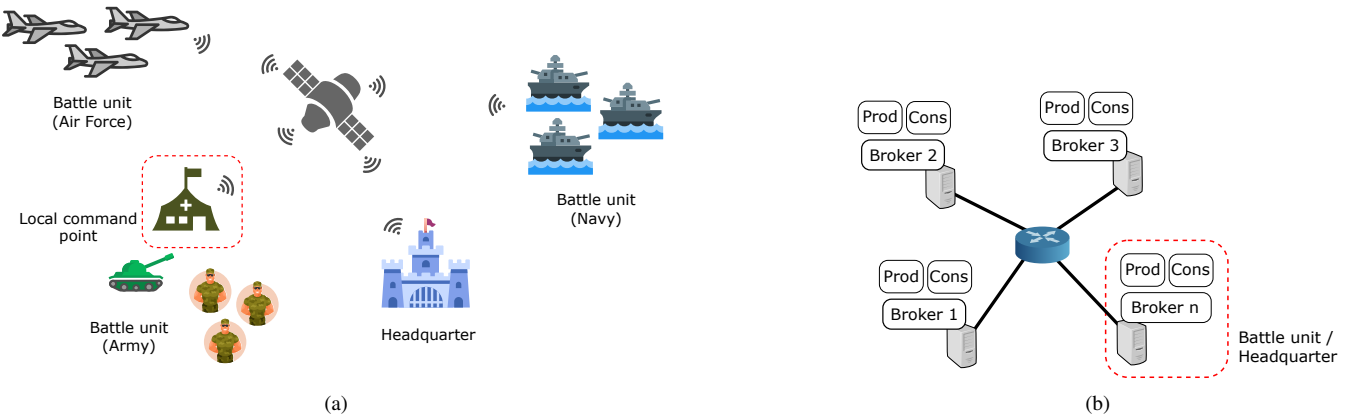 Battle unit
(Air Force)
Local command
point
Battle unit
(Army)
Headquarter
Battle unit
(Navy)
(a)
Prod Cons
Broker 2
Prod Cons
Broker 3
Prod Cons
Broker 1
Prod Cons
Broker n
Battle unit /
Headquarter
(b)